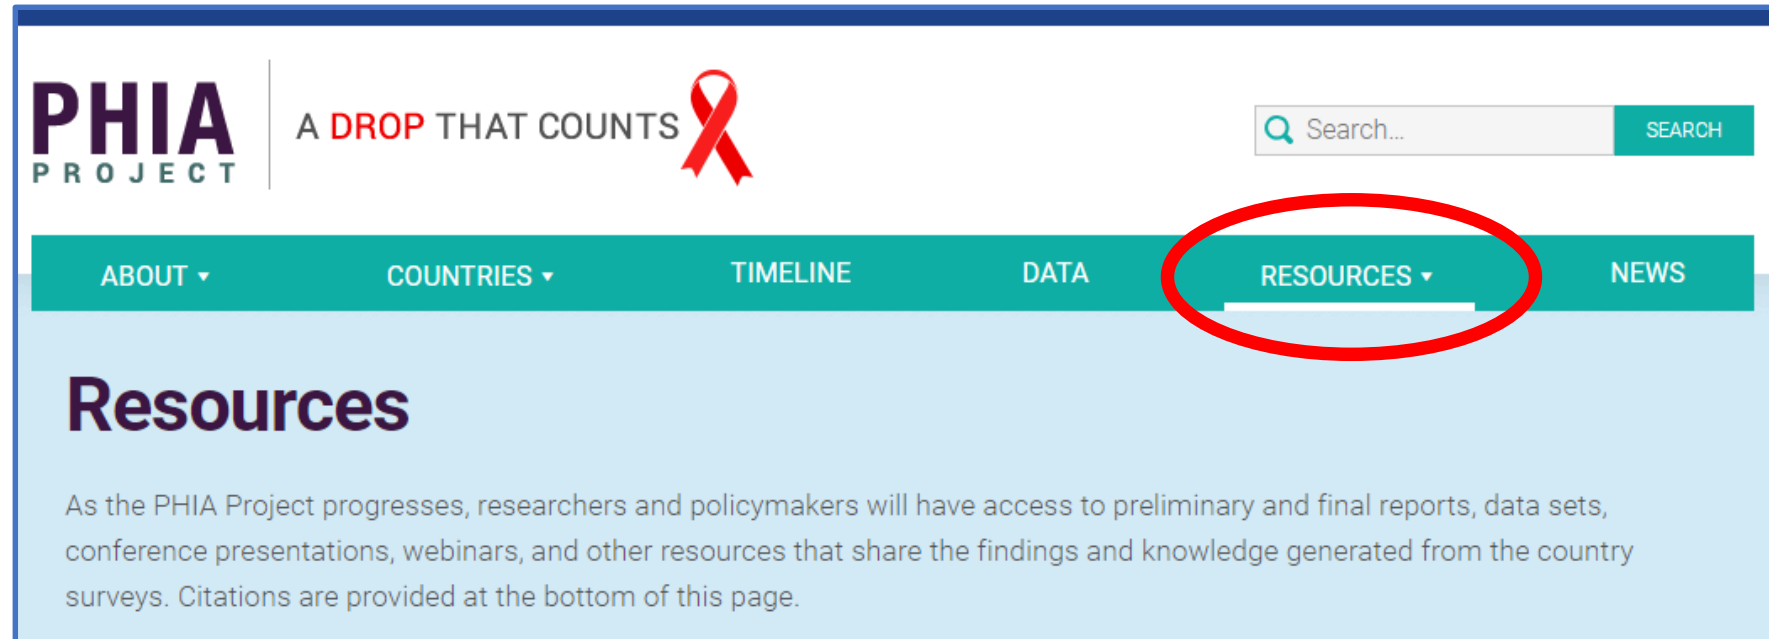 PHIA
PROJECT
A DROP THAT COUNTS
Search...
SEARCH
ABOUT
COUNTRIES
TIMELINE
DATA
RESOURCES
NEWS
Resources
As the PHIA Project progresses, researchers and policymakers will have access to preliminary and final reports, data sets,
conference presentations, webinars, and other resources that share the findings and knowledge generated from the country
surveys. Citations are provided at the bottom of this page.